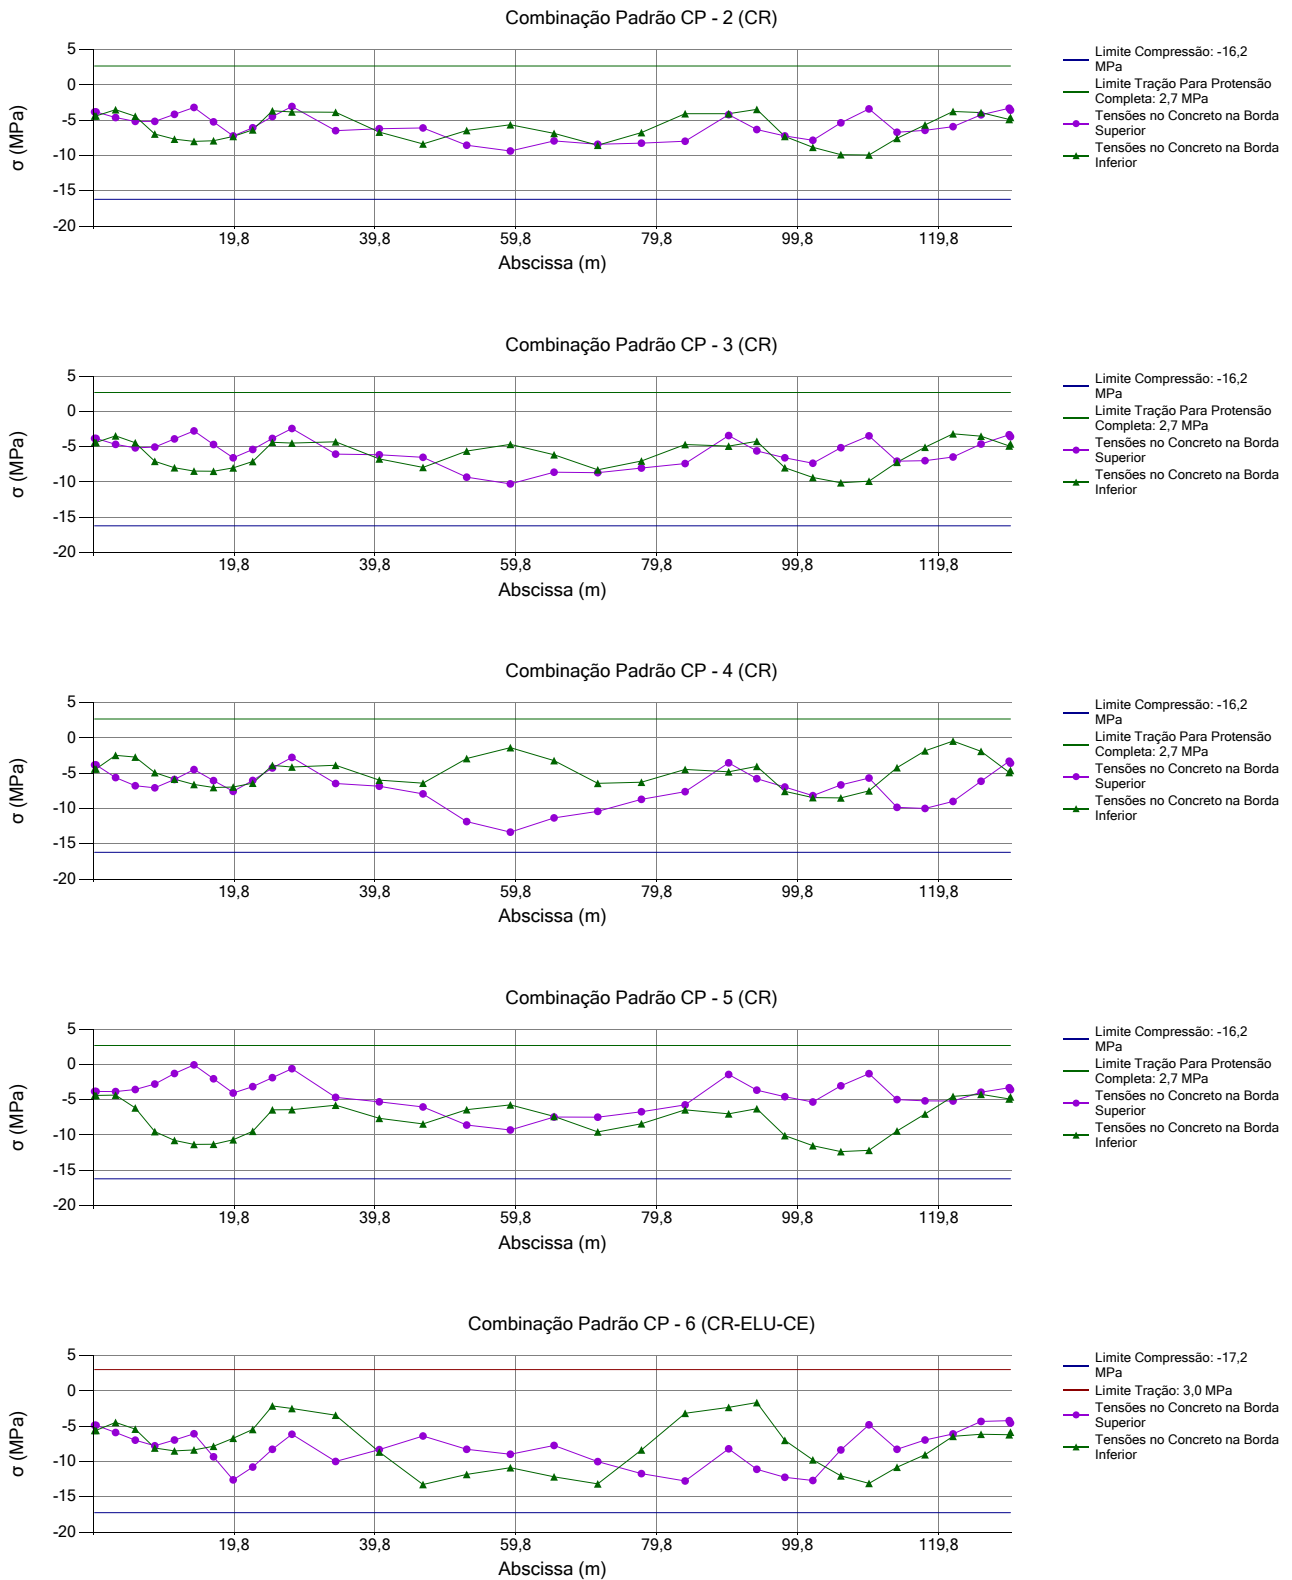 Combinação Padrão CP - 2 (CR)
5
0
-5
-10
-15
-20
σ (MPa)
19,8
39,8
59,8
79,8
99,8
119,8
Abscissa (m)
Limite Compressão: -16,2
MPa
Limite Tração Para Protensão
Completa: 2,7 MPa
Tensões no Concreto na Borda
Superior
Tensões no Concreto na Borda
Inferior
Combinação Padrão CP - 3 (CR)
5
0
-5
-10
-15
-20
σ (MPa)
19,8
39,8
59,8
79,8
99,8
119,8
Abscissa (m)
Limite Compressão: -16,2
MPa
Limite Tração Para Protensão
Completa: 2,7 MPa
Tensões no Concreto na Borda
Superior
Tensões no Concreto na Borda
Inferior
Combinação Padrão CP - 4 (CR)
5
0
-5
-10
-15
-20
σ (MPa)
19,8
39,8
59,8
79,8
99,8
119,8
Abscissa (m)
Limite Compressão: -16,2
MPa
Limite Tração Para Protensão
Completa: 2,7 MPa
Tensões no Concreto na Borda
Superior
Tensões no Concreto na Borda
Inferior
Combinação Padrão CP - 5 (CR)
5
0
-5
-10
-15
-20
σ (MPa)
19,8
39,8
59,8
79,8
99,8
119,8
Abscissa (m)
Limite Compressão: -16,2
MPa
Limite Tração Para Protensão
Completa: 2,7 MPa
Tensões no Concreto na Borda
Superior
Tensões no Concreto na Borda
Inferior
Combinação Padrão CP - 6 (CR-ELU-CE)
5
0
-5
-10
-15
-20
σ (MPa)
19,8
39,8
59,8
79,8
99,8
119,8
Abscissa (m)
Limite Compressão: -17,2
MPa
Limite Tração: 3,0 MPa
Tensões no Concreto na Borda
Superior
Tensões no Concreto na Borda
Inferior